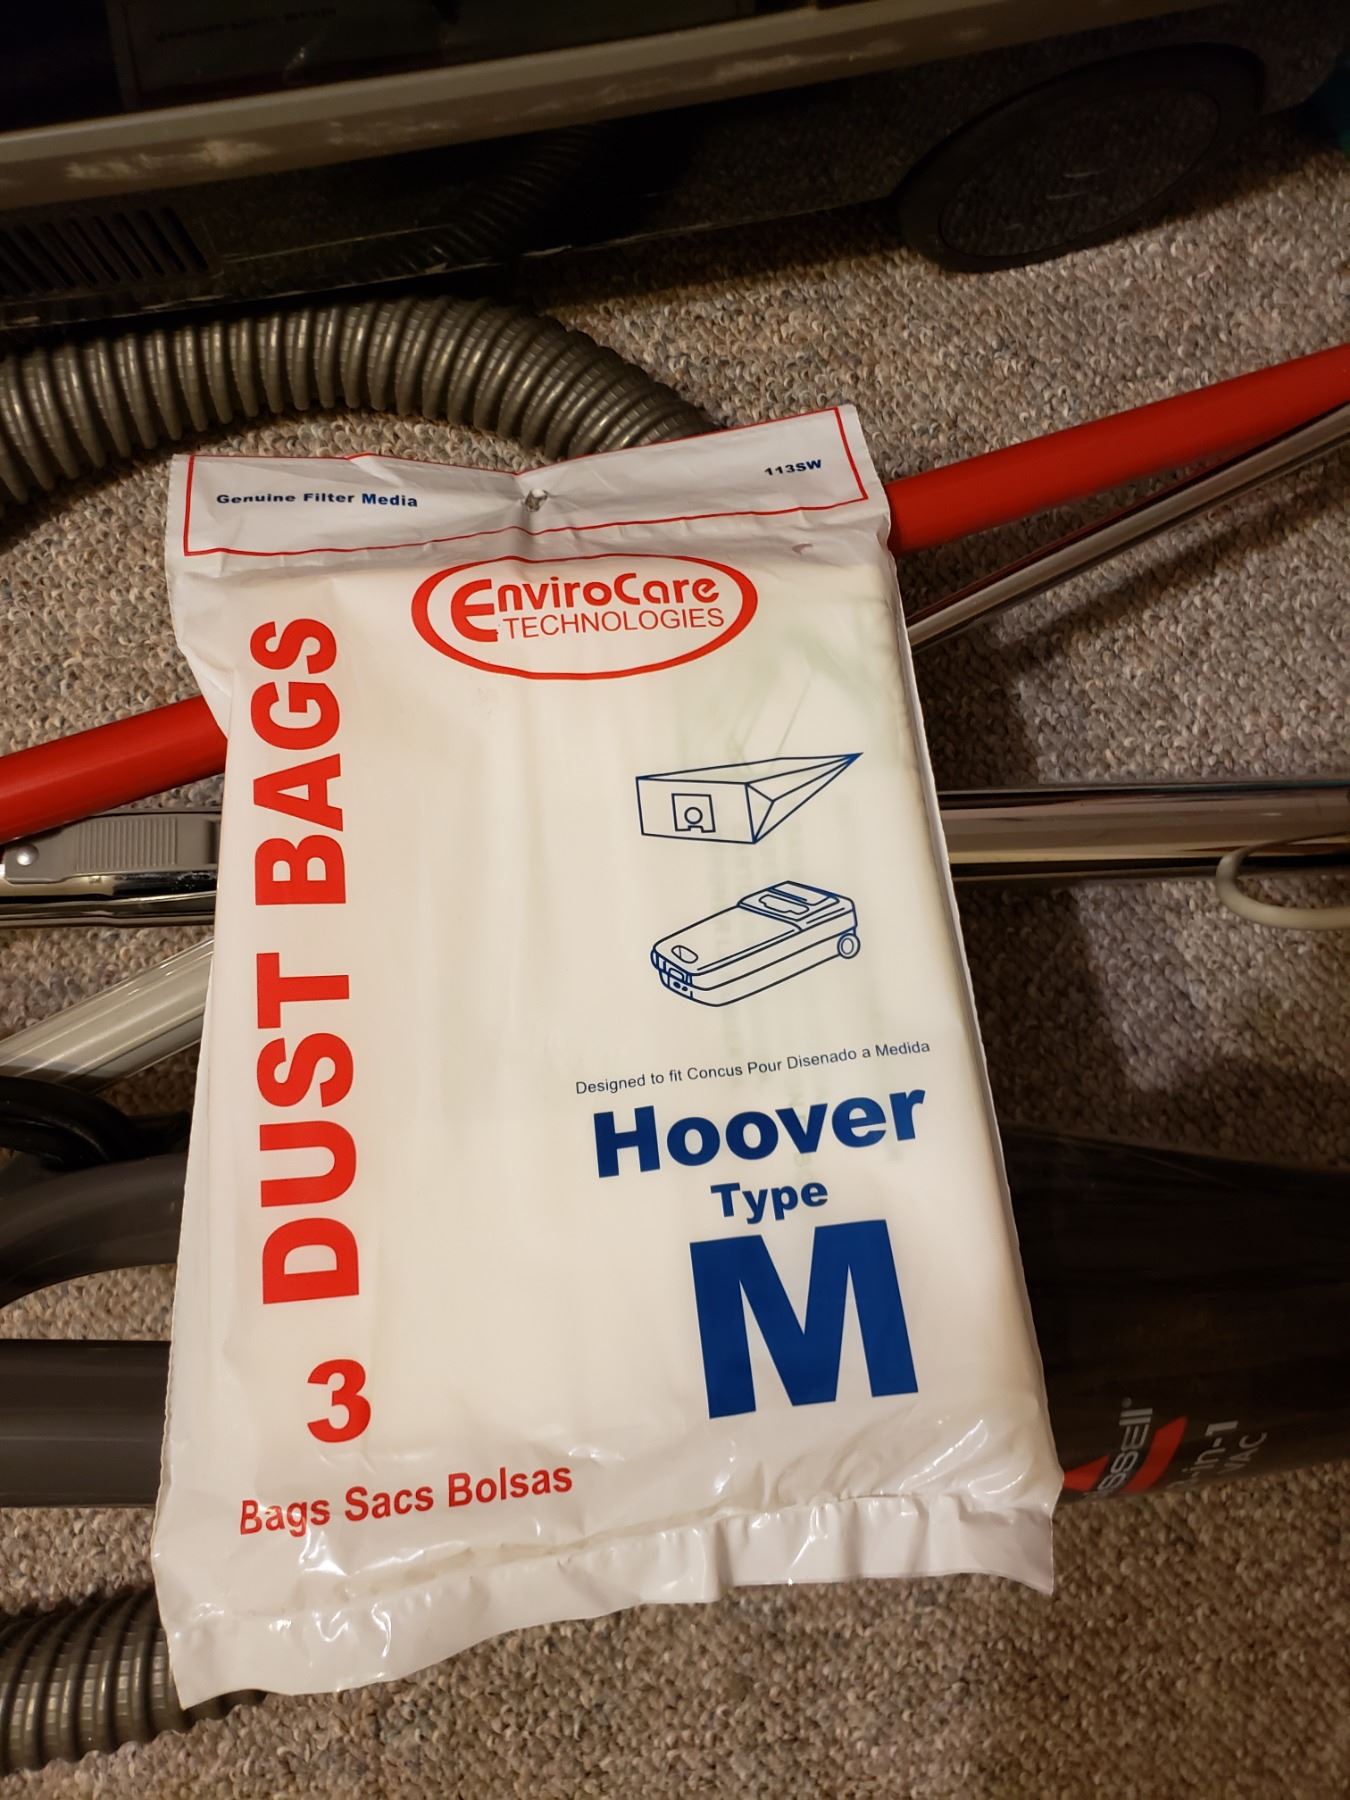 Genuine Filter Media
113SW
EnviroCare
TECHNOLOGIES
DUST BAGS
Designed to fit Concus Pour Disenado a Medida
Hoover
Type
M
3
Bags Sacs Bolsas
VAC